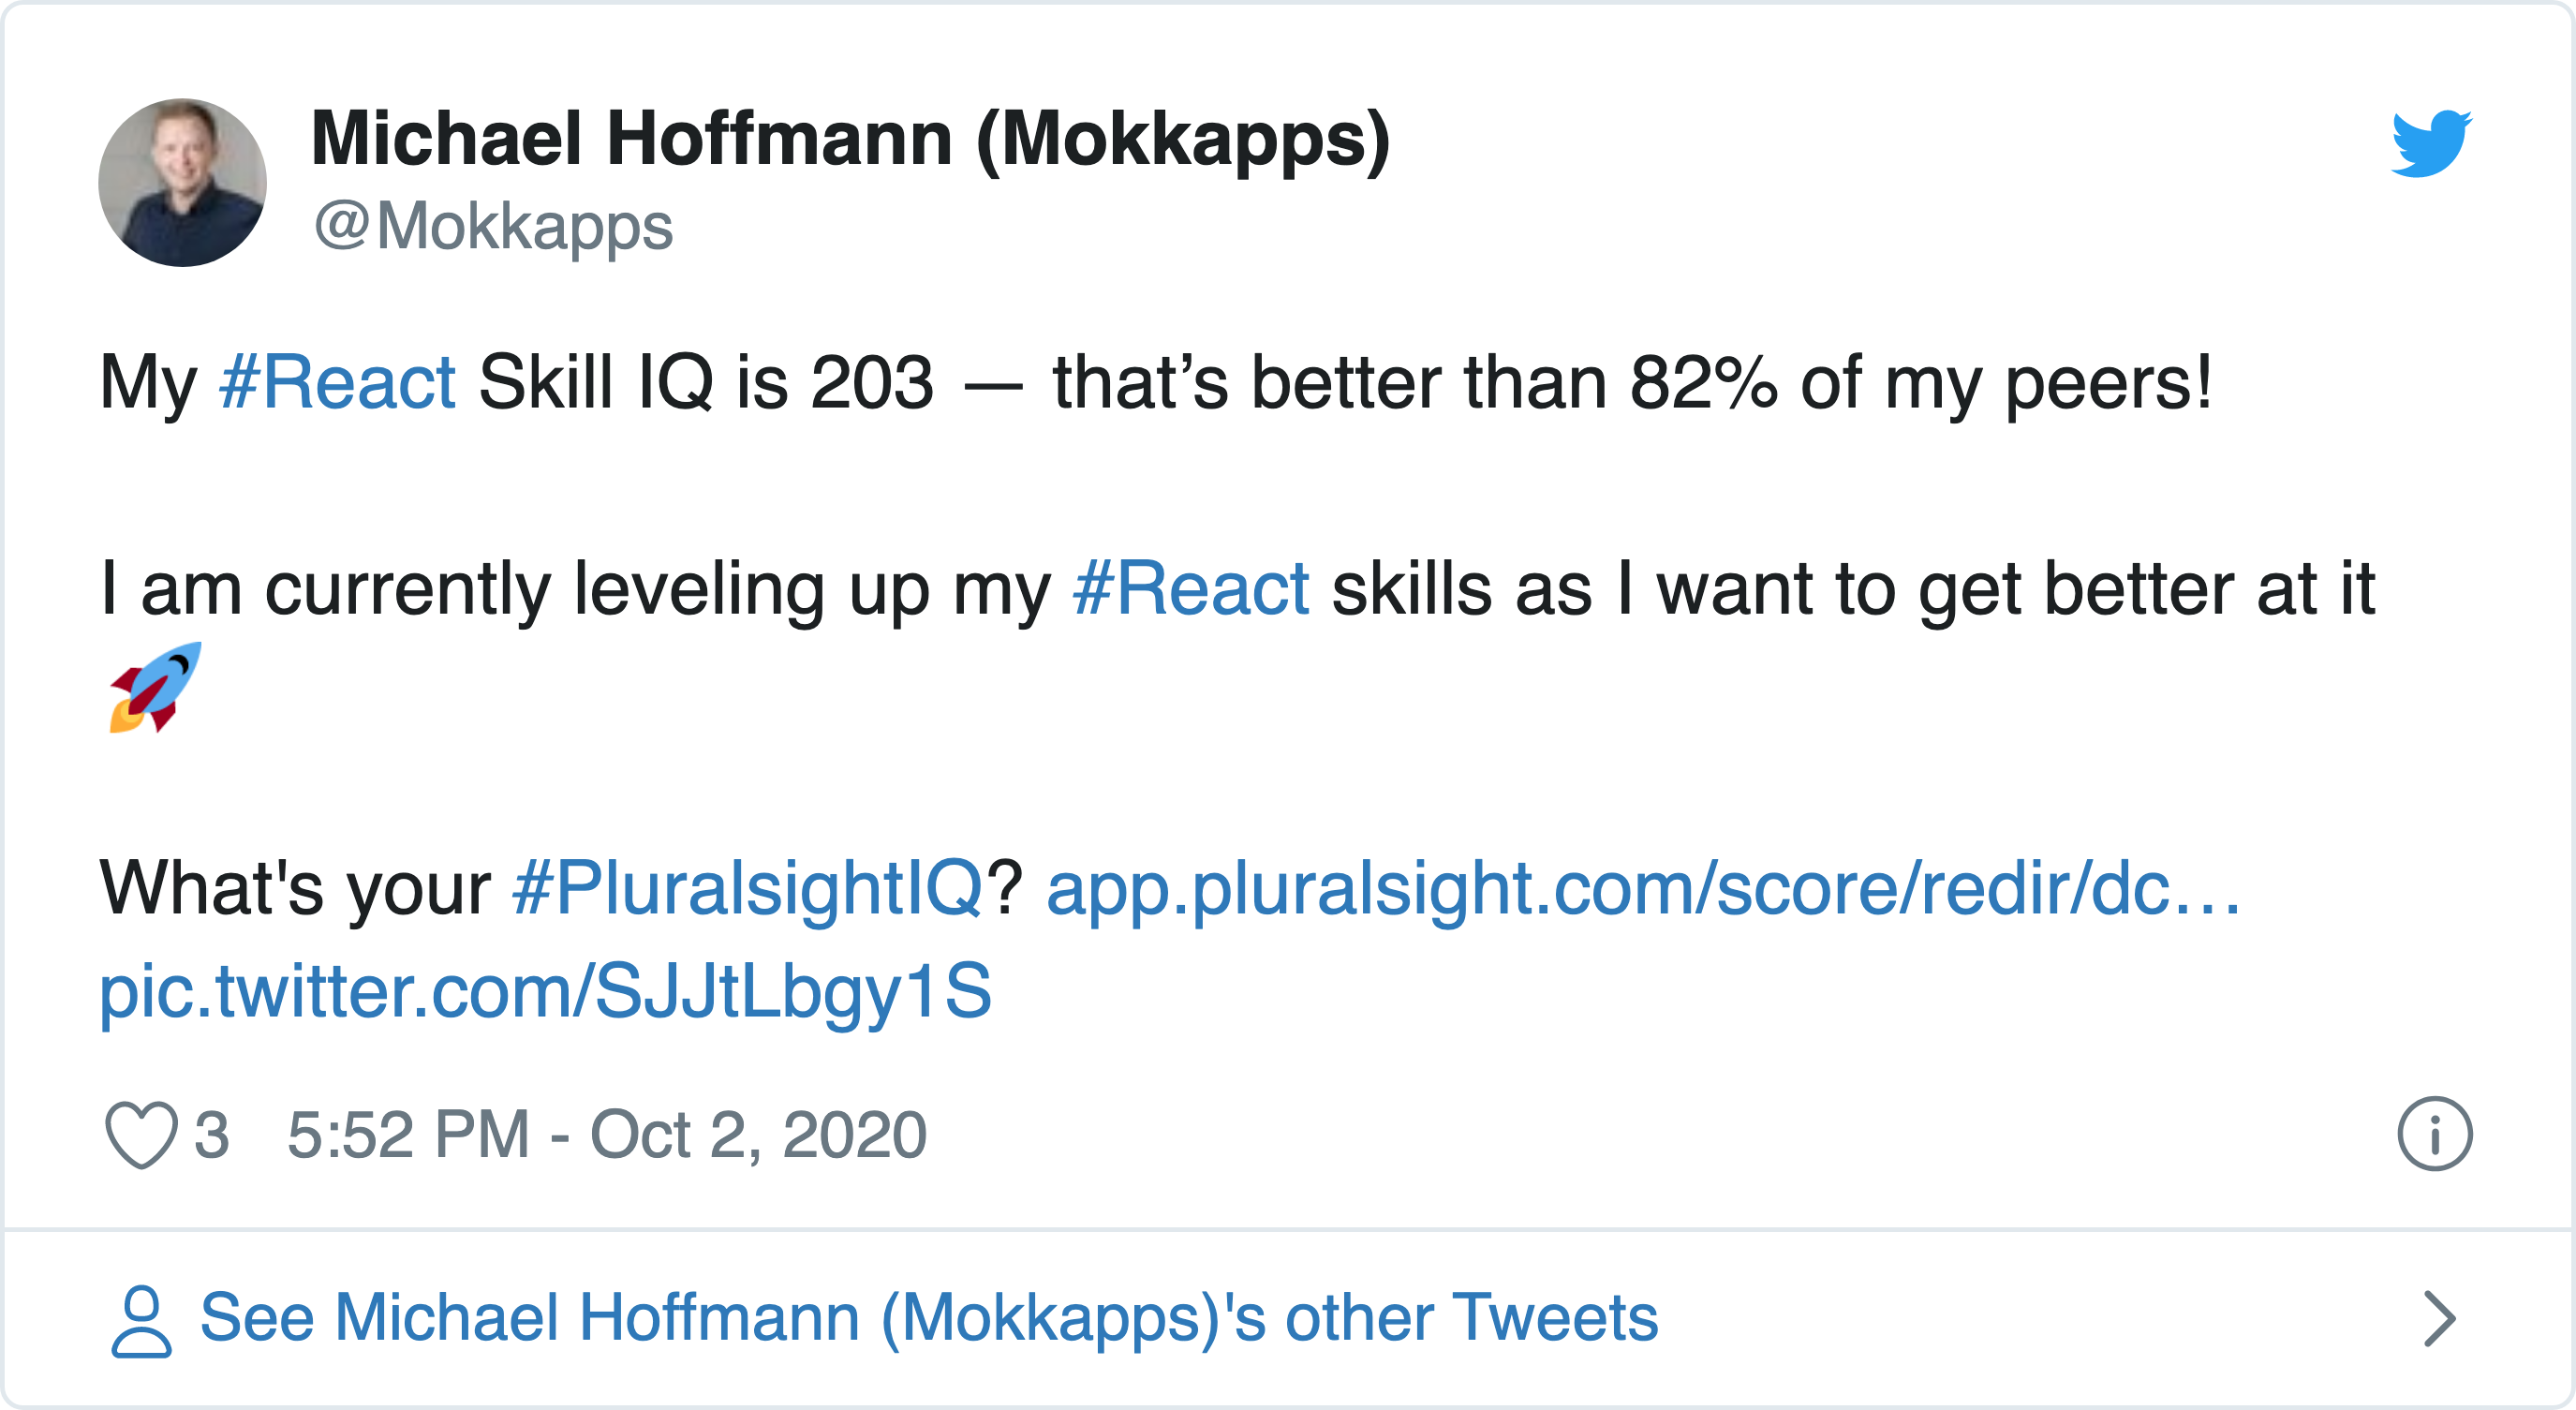 Michael Hoffmann (Mokkapps)
@Mokkapps
My #React Skill IQ is 203 — that’s better than 82% of my peers!
I am currently leveling up my #React skills as I want to get better at it
🚀
What's your #PluralsightIQ? app.pluralsight.com/score/redir/dc…
pic.twitter.com/SJJtLbgy1S
3 5:52 PM - Oct 2, 2020
See Michael Hoffmann (Mokkapps)'s other Tweets